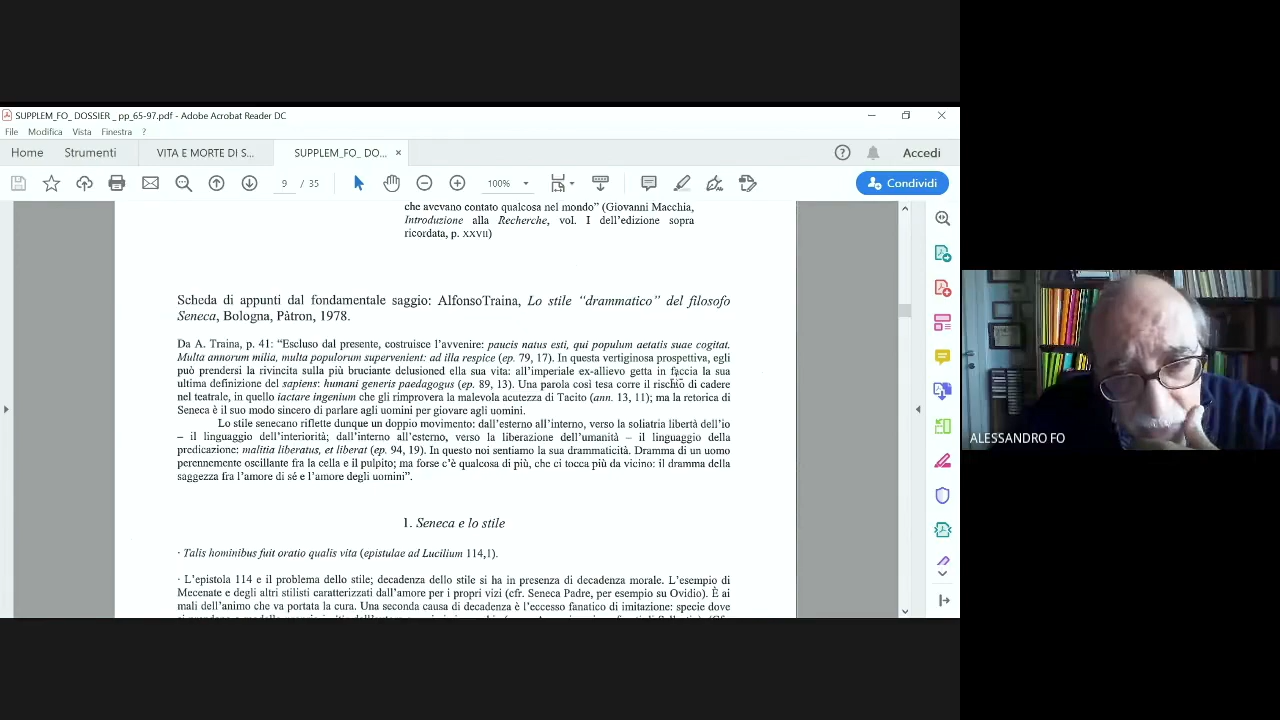 SUPPLEM_FO_ DOSSIER _ pp_65-97.pdf - Adobe Acrobat Reader DC
File Modifica Vista Finestra ?
Home Strumenti VITA E MORTE DI S... SUPPLEM_FO_ DO... × Accedi
9 / 35 100% Condividi
che avevano contato qualcosa nel mondo” (Giovanni Macchia,
Introduzione alla Recherche, vol. I dell’edizione sopra
ricordata, p. XXVII)
Scheda di appunti dal fondamentale saggio: AlfonsoTraina, Lo stile “drammatico” del filosofo
Seneca, Bologna, Pàtron, 1978.
Da A. Traina, p. 41: “Escluso dal presente, costruisce l’avvenire: paucis natus esti, qui populum aetatis suae cogitat.
Multa annorum milia, multa populorum supervenient: ad illa respice (ep. 79, 17). In questa vertiginosa prospettiva, egli
può prendersi la rivincita sulla più bruciante delusioned ella sua vita: all’imperiale ex-allievo getta in faccia la sua
ultima definizione del sapiens: humani generis paedagogus (ep. 89, 13). Una parola così tesa corre il rischio di cadere
nel teatrale, in quello iactare ingenium che gli rimprovera la malevola acutezza di Tacito (ann. 13, 11); ma la retorica di
Seneca è il suo modo sincero di parlare agli uomini per giovare agli uomini.
Lo stile senecano riflette dunque un doppio movimento: dall’esterno all’interno, verso la soliatria libertà dell’io
– il linguaggio dell’interiorità; dall’interno all’esterno, verso la liberazione dell’umanità – il linguaggio della
predicazione: malitia liberatus, et liberat (ep. 94, 19). In questo noi sentiamo la sua drammaticità. Dramma di un uomo
perennemente oscillante fra la cella e il pulpito; ma forse c’è qualcosa di più, che ci tocca più da vicino: il dramma della
saggezza fra l’amore di sé e l’amore degli uomini”.
1. Seneca e lo stile
· Talis hominibus fuit oratio qualis vita (epistulae ad Lucilium 114,1).
· L’epistola 114 e il problema dello stile; decadenza dello stile si ha in presenza di decadenza morale. L’esempio di
Mecenate e degli altri stilisti caratterizzati dall’amore per i propri vizi (cfr. Seneca Padre, per esempio su Ovidio). È ai
mali dell’animo che va portata la cura. Una seconda causa di decadenza è l’eccesso fanatico di imitazione: specie dove
ALESSANDRO FO